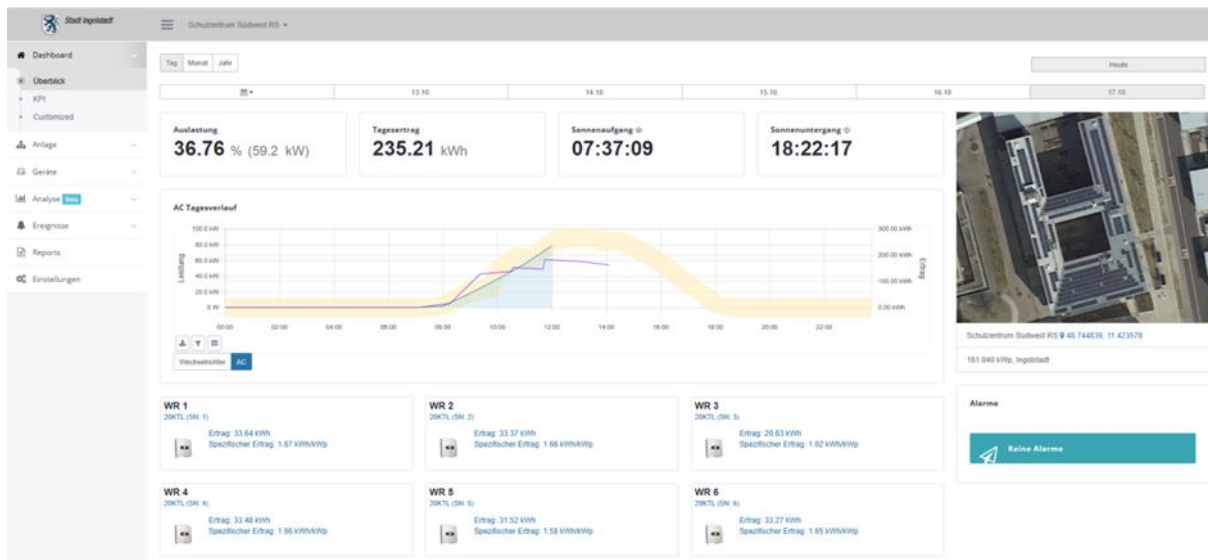 Stadt Ingolstadt
Schulzentrum Südwest RS
Dashboard
Überblick
KPI
Customized
Anlage
Geräte
Analyse Beta
Ereignisse
Reports
Einstellungen
Tag Monat Jahr
Heute
13.10. 14.10. 15.10. 16.10. 17.10.
Auslastung
36.76 % (59.2 kW)
Tagesertrag
235.21 kWh
Sonnenaufgang
07:37:09
Sonnenuntergang
18:22:17
AC Tagesverlauf
100.0 kW
80.0 kW
60.0 kW
40.0 kW
20.0 kW
0 W
Leistung
300.00 kWh
200.00 kWh
100.00 kWh
0.00 kWh
Ertrag
00:00 02:00 04:00 06:00 08:00 10:00 12:00 14:00 16:00 18:00 20:00 22:00
Wechselrichter AC
Schulzentrum Südwest RS 48.744839, 11.423578
161.040 kWp, Ingolstadt
Alarme
Keine Alarme
WR 1
20KTL (SN: 1)
Ertrag: 33.64 kWh
Spezifischer Ertrag: 1.67 kWh/kWp
WR 2
20KTL (SN: 2)
Ertrag: 33.37 kWh
Spezifischer Ertrag: 1.66 kWh/kWp
WR 3
20KTL (SN: 3)
Ertrag: 20.63 kWh
Spezifischer Ertrag: 1.02 kWh/kWp
WR 4
20KTL (SN: 4)
Ertrag: 33.48 kWh
Spezifischer Ertrag: 1.66 kWh/kWp
WR 5
20KTL (SN: 5)
Ertrag: 31.52 kWh
Spezifischer Ertrag: 1.58 kWh/kWp
WR 6
20KTL (SN: 6)
Ertrag: 33.27 kWh
Spezifischer Ertrag: 1.65 kWh/kWp